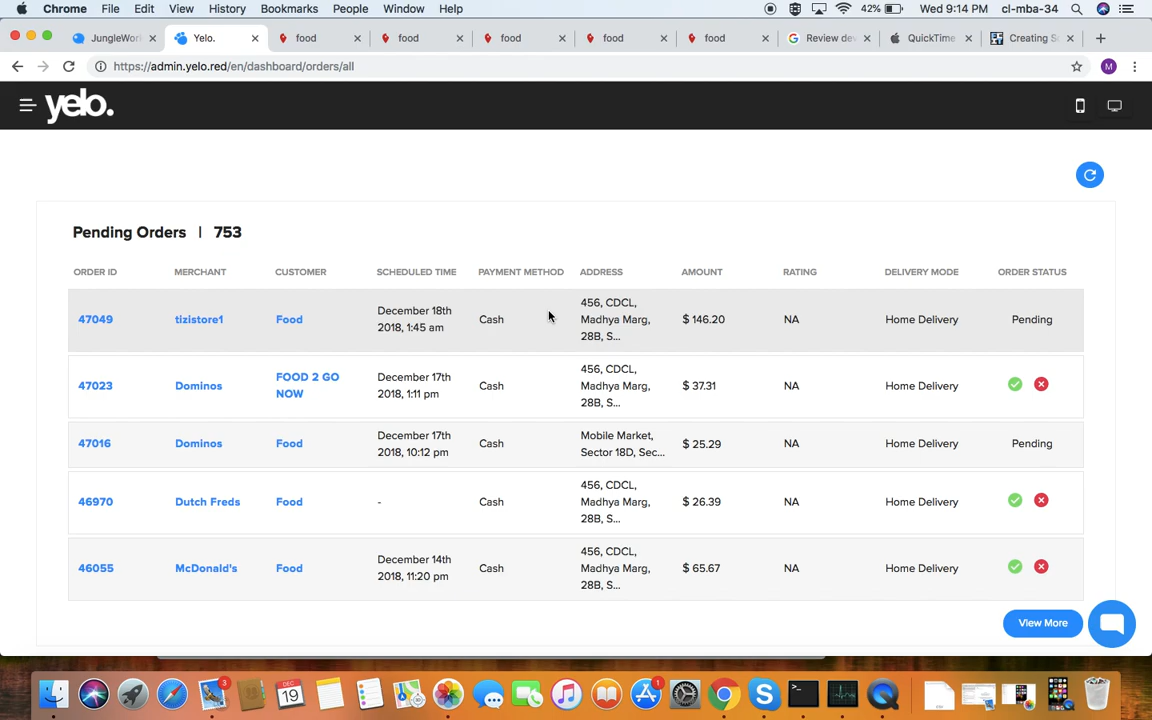 Chrome File Edit View History Bookmarks People Window Help 42% Wed 9:14 PM cl-mba-34
JungleWor Yelo. food food food food food Review de QuickTime Creating S
https://admin.yelo.red/en/dashboard/orders/all M
yelo.
Pending Orders | 753
ORDER ID MERCHANT CUSTOMER SCHEDULED TIME PAYMENT METHOD ADDRESS AMOUNT RATING DELIVERY MODE ORDER STATUS
47049 tizistore1 Food December 18th 2018, 1:45 am Cash 456, CDCL, Madhya Marg, 28B, S... $ 146.20 NA Home Delivery Pending
47023 Dominos FOOD 2 GO NOW December 17th 2018, 1:11 pm Cash 456, CDCL, Madhya Marg, 28B, S... $ 37.31 NA Home Delivery
47016 Dominos Food December 17th 2018, 10:12 pm Cash Mobile Market, Sector 18D, Sec... $ 25.29 NA Home Delivery Pending
46970 Dutch Freds Food - Cash 456, CDCL, Madhya Marg, 28B, S... $ 26.39 NA Home Delivery
46055 McDonald's Food December 14th 2018, 11:20 pm Cash 456, CDCL, Madhya Marg, 28B, S... $ 65.67 NA Home Delivery
View More
3 DEC 19 1